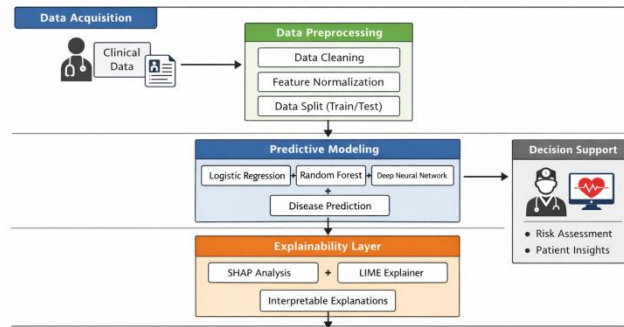 Data Acquisition
Clinical
Data
Data Preprocessing
Data Cleaning
Feature Normalization
Data Split (Train/Test)
Predictive Modeling
Logistic Regression + Random Forest + Deep Neural Network
+
Disease Prediction
Decision Support
• Risk Assessment
• Patient Insights
Explainability Layer
SHAP Analysis + LIME Explainer
Interpretable Explanations